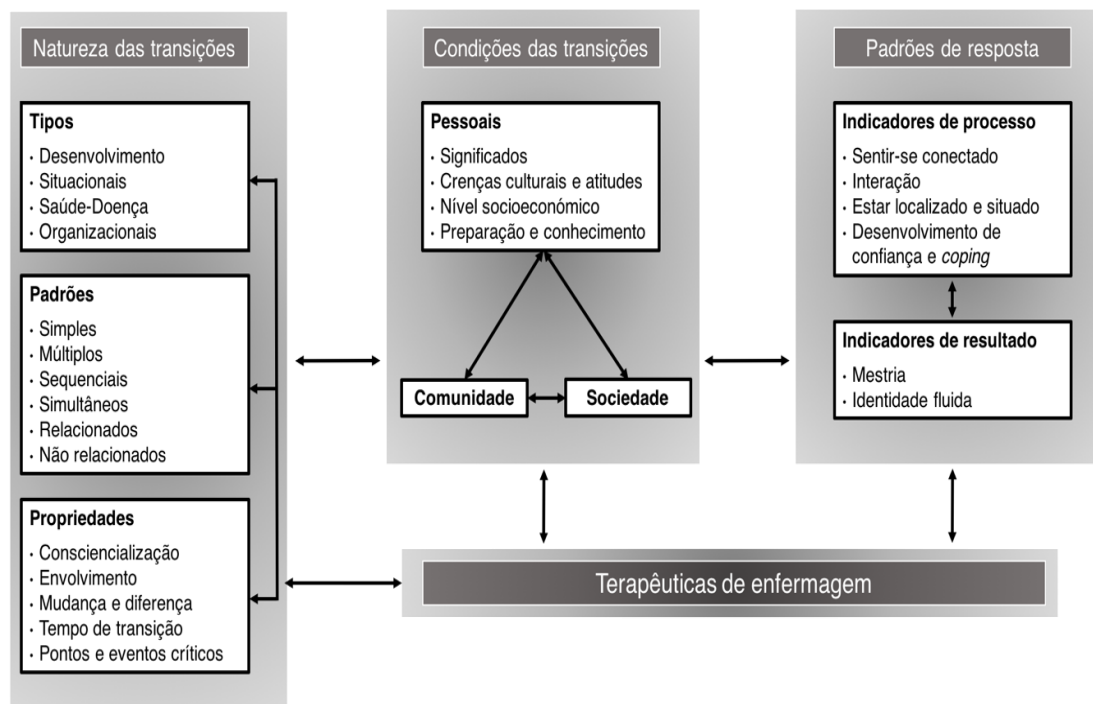 Natureza das transições
Tipos
· Desenvolvimento
· Situacionais
· Saúde-Doença
· Organizacionais
Padrões
· Simples
· Múltiplos
· Sequenciais
· Simultâneos
· Relacionados
· Não relacionados
Propriedades
· Consciencialização
· Envolvimento
· Mudança e diferença
· Tempo de transição
· Pontos e eventos críticos
Condições das transições
Pessoais
· Significados
· Crenças culturais e atitudes
· Nível socioeconómico
· Preparação e conhecimento
Comunidade
Sociedade
Padrões de resposta
Indicadores de processo
· Sentir-se conectado
· Interação
· Estar localizado e situado
· Desenvolvimento de
confiança e coping
Indicadores de resultado
· Mestria
· Identidade fluida
Terapêuticas de enfermagem